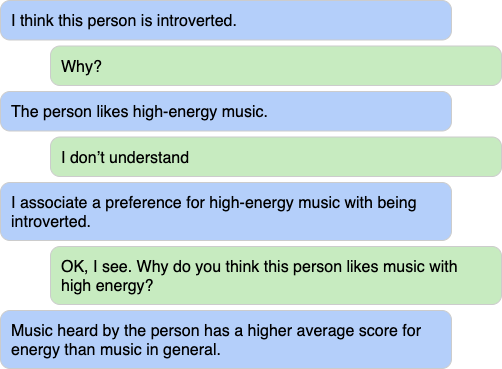 I think this person is introverted.
Why?
The person likes high-energy music.
I don’t understand
I associate a preference for high-energy music with being
introverted.
OK, I see. Why do you think this person likes music with
high energy?
Music heard by the person has a higher average score for
energy than music in general.